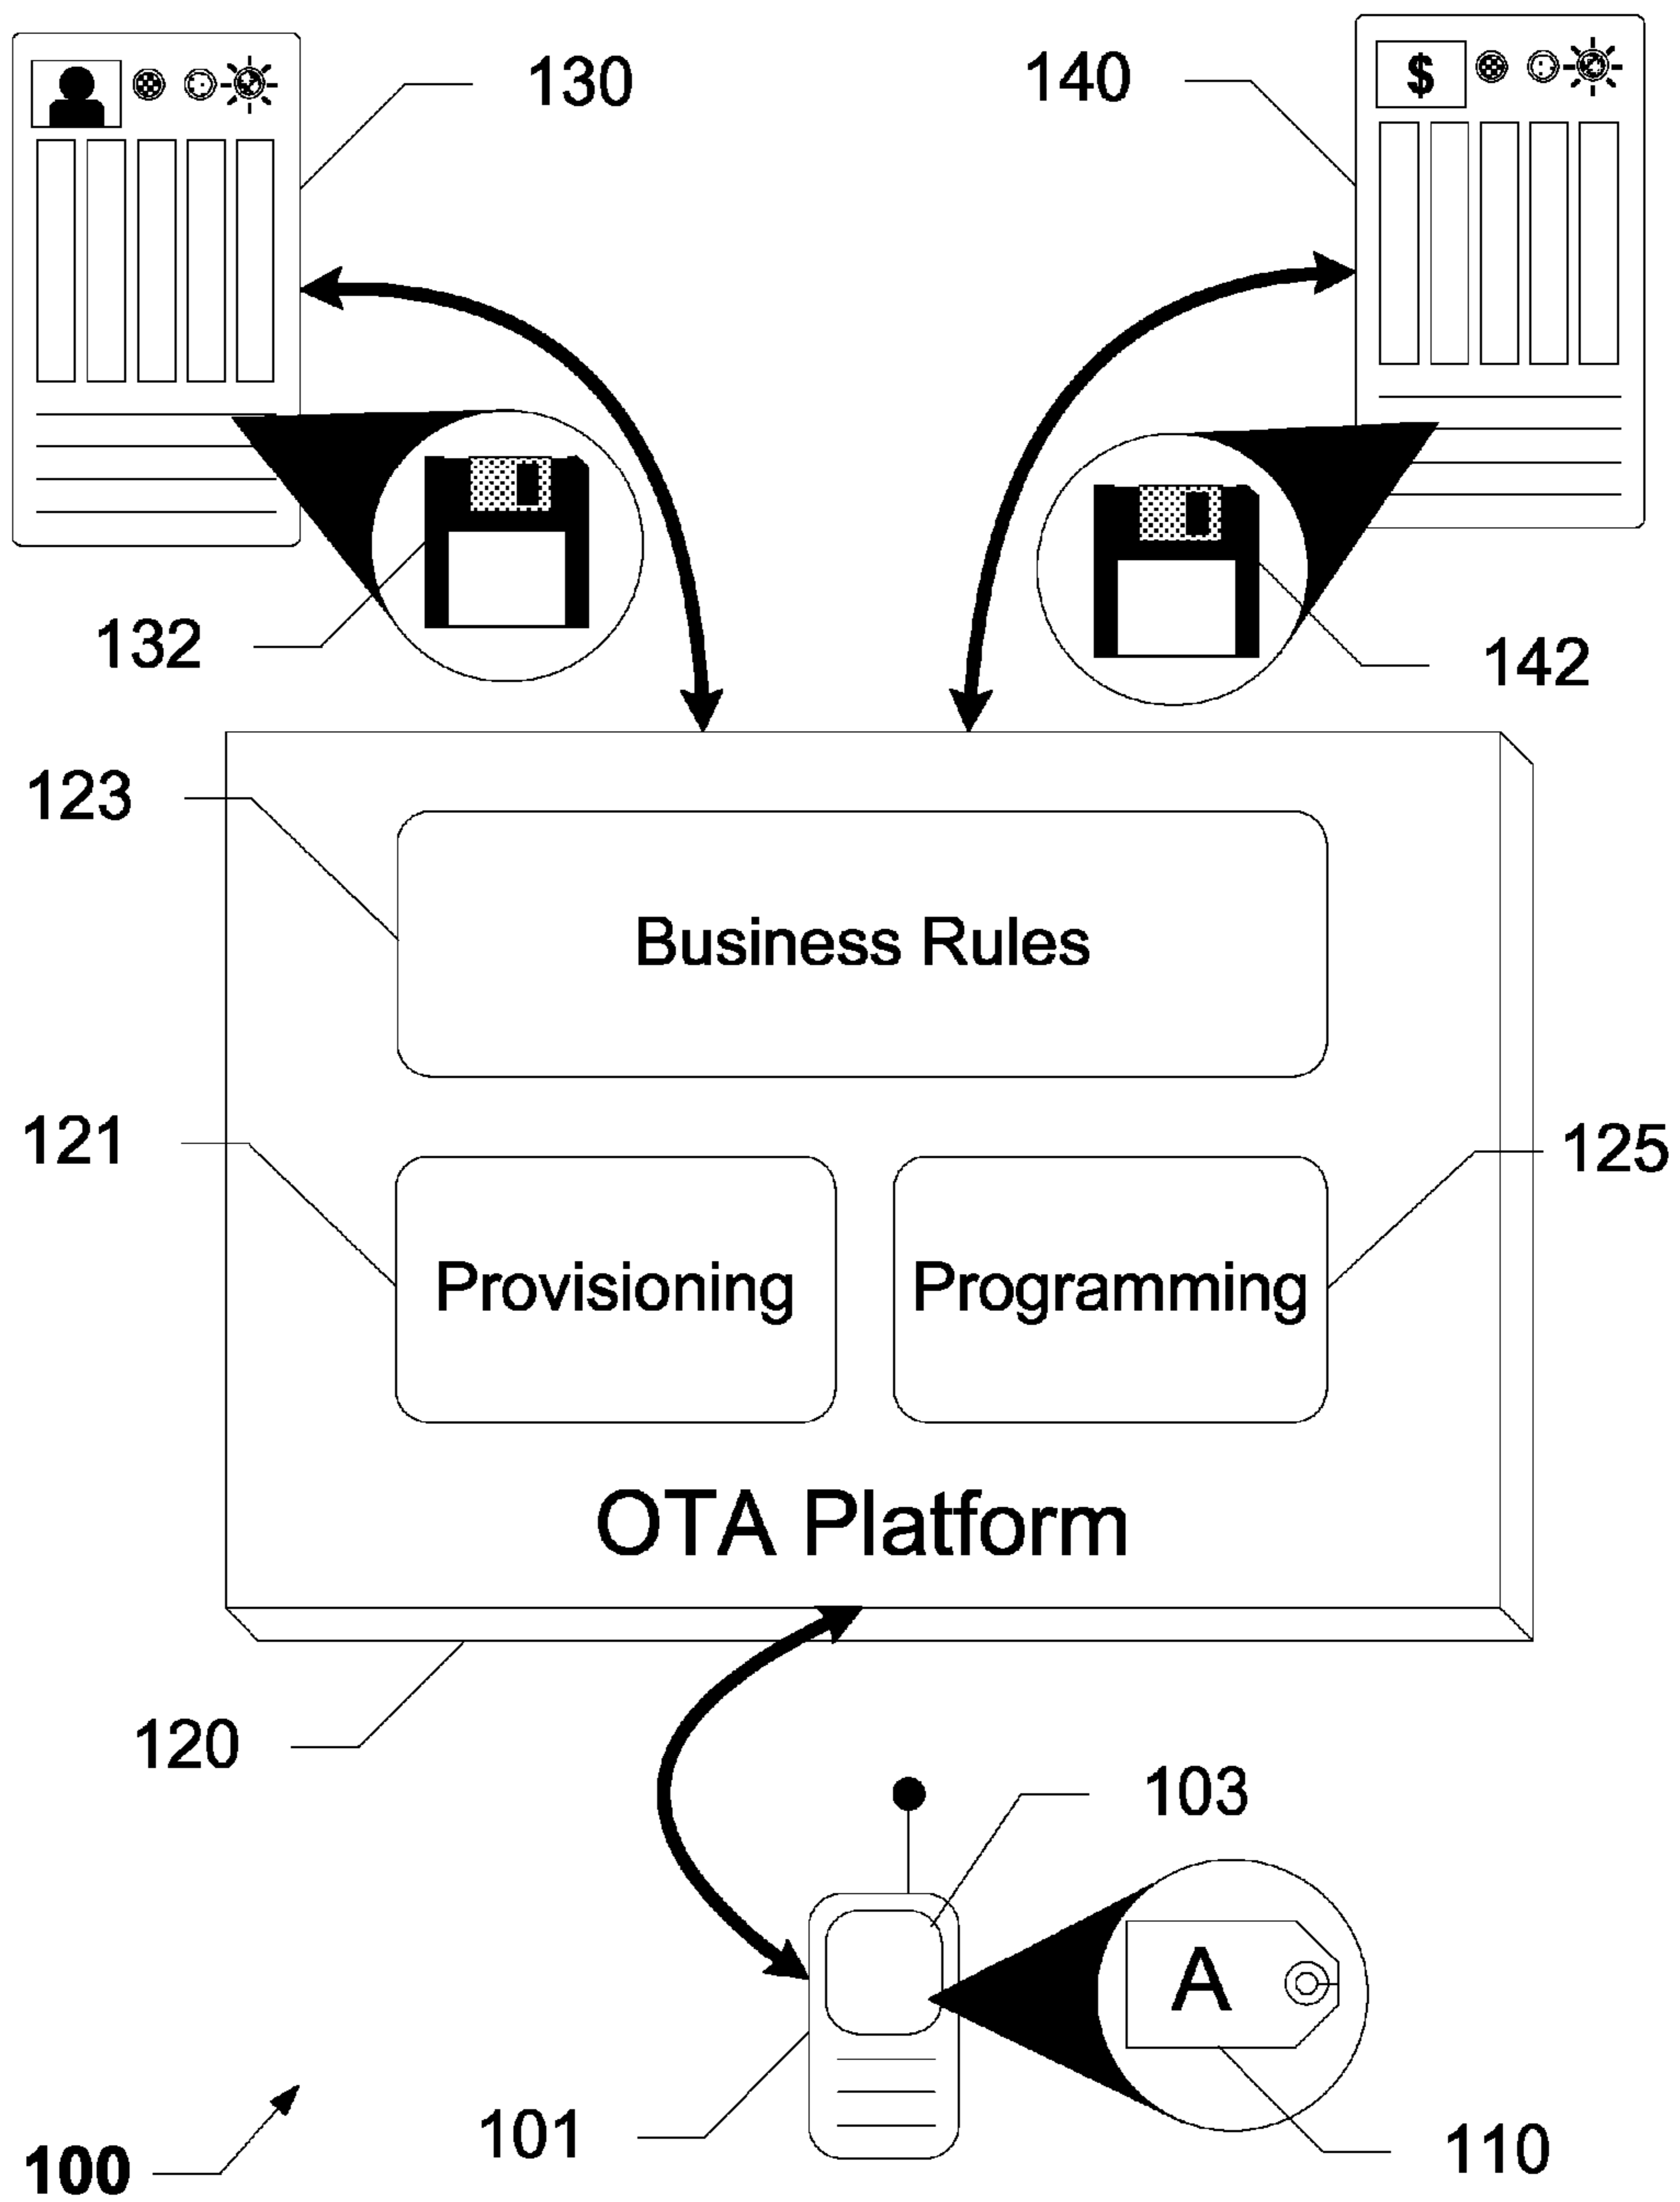 130
140
$
132
142
123
Business Rules
121
125
Provisioning
Programming
OTA Platform
120
103
A
101
110
100